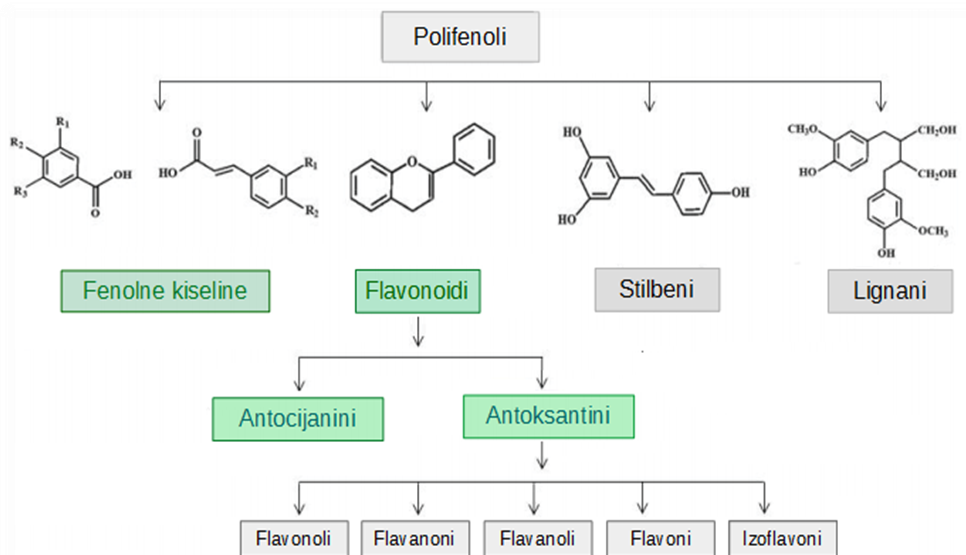 Polifenoli
R₁
R₂
R₃
OH
O
O
HO
R₁
R₂
O
HO
HO
OH
CH₃O
HO
CH₂OH
CH₂OH
OCH₃
OH
Fenolne kiseline
Flavonoidi
Stilbeni
Lignani
Antocijanini
Antoksantini
Flavonoli
Flavanoni
Flavanoli
Flavoni
Izoflavoni